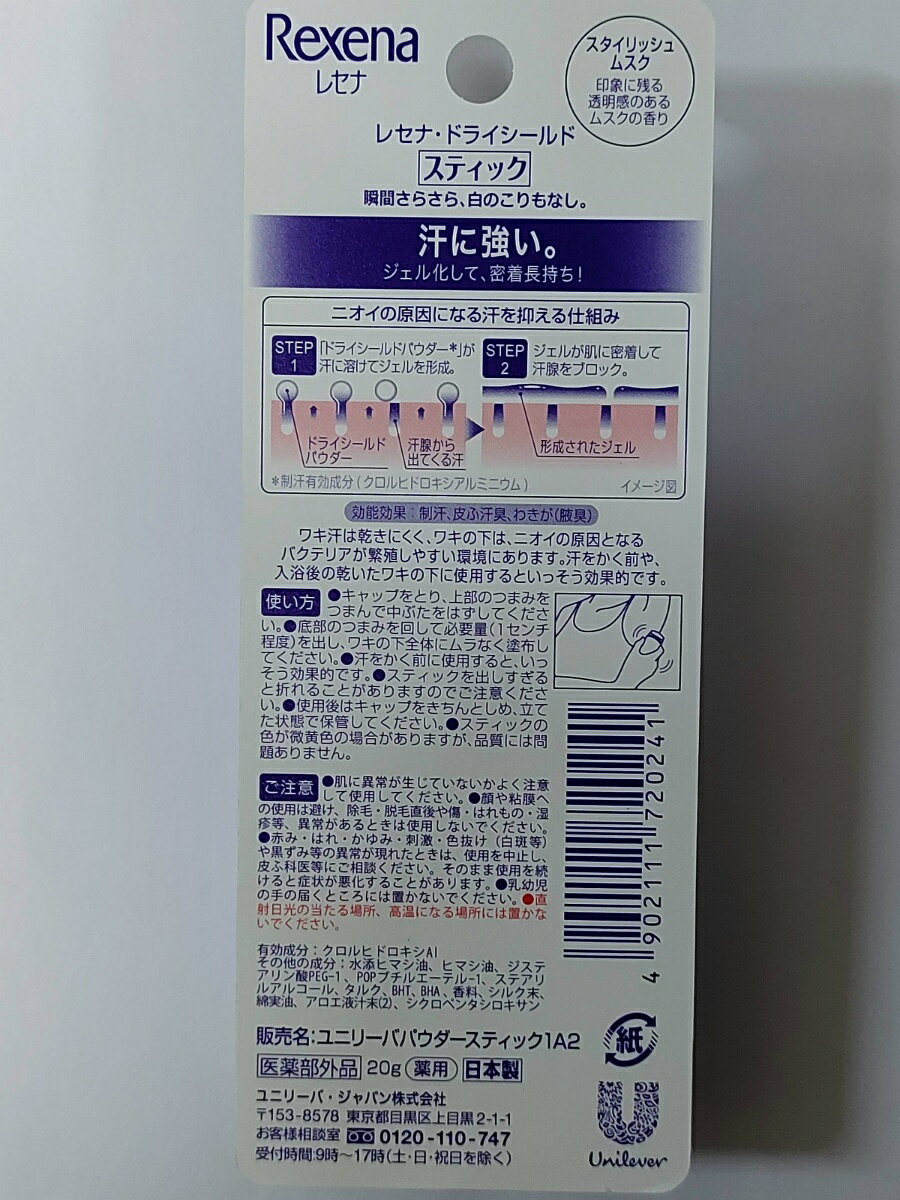 Rexena
レセナ
スタイリッシュ
ムスク
印象に残る
透明感のある
ムスクの香り
レセナ・ドライシールド
スティック
瞬間さらさら、白のこりもなし。
汗に強い。
ジェル化して、密着長持ち!
ニオイの原因になる汗を抑える仕組み
STEP
1
「ドライシールドパウダー*」が
汗に溶けてジェルを形成。
STEP
2
ジェルが肌に密着して
汗腺をブロック。
ドライシールド
パウダー
汗腺から
出てくる汗
形成されたジェル
*制汗有効成分(クロルヒドロキシアルミニウム)
イメージ図
効能効果:制汗、皮ふ汗臭、わきが(腋臭)
ワキ汗は乾きにくく、ワキの下は、ニオイの原因となる
バクテリアが繁殖しやすい環境にあります。汗をかく前や、
入浴後の乾いたワキの下に使用するといっそう効果的です。
使い方
●キャップをとり、上部のつまみを
つまんで中ぶたをはずしてくださ
い。●底部のつまみを回して必要量(1センチ
程度)を出し、ワキの下全体にムラなく塗布し
てください。●汗をかく前に使用すると、いっ
そう効果的です。●スティックを出しすぎる
と折れることがありますのでご注意くださ
い。●使用後はキャップをきちんとしめ、立て
た状態で保管してください。●スティックの
色が微黄色の場合がありますが、品質には問
題ありません。
ご注意
●肌に異常が生じていないかよく注意
して使用してください。●顔や粘膜へ
の使用は避け、除毛・脱毛直後や傷・はれもの・湿
疹等、異常があるときは使用しないでください。
●赤み・はれ・かゆみ・刺激・色抜け(白斑等)
や黒ずみ等の異常が現れたときは、使用を中止し、
皮ふ科医等にご相談ください。そのまま使用を続
けると症状が悪化することがあります。●乳幼児
の手の届くところには置かないでください。●直
射日光の当たる場所、高温になる場所には置かな
いでください。
4 902111 720241
有効成分:クロルヒドロキシAl
その他の成分:水添ヒマシ油、ヒマシ油、ジステ
アリン酸PEG-1、POPブチルエーテル-1、ステアリ
ルアルコール、タルク、BHT、BHA、香料、シルク末、
綿実油、アロエ液汁末(2)、シクロペンタシロキサン
販売名:ユニリーバパウダースティック1A2
医薬部外品 20g 薬用 日本製
紙
ユニリーバ・ジャパン株式会社
〒153-8578 東京都目黒区上目黒2-1-1
お客様相談室 0120-110-747
受付時間:9時~17時(土・日・祝日を除く)
Unilever